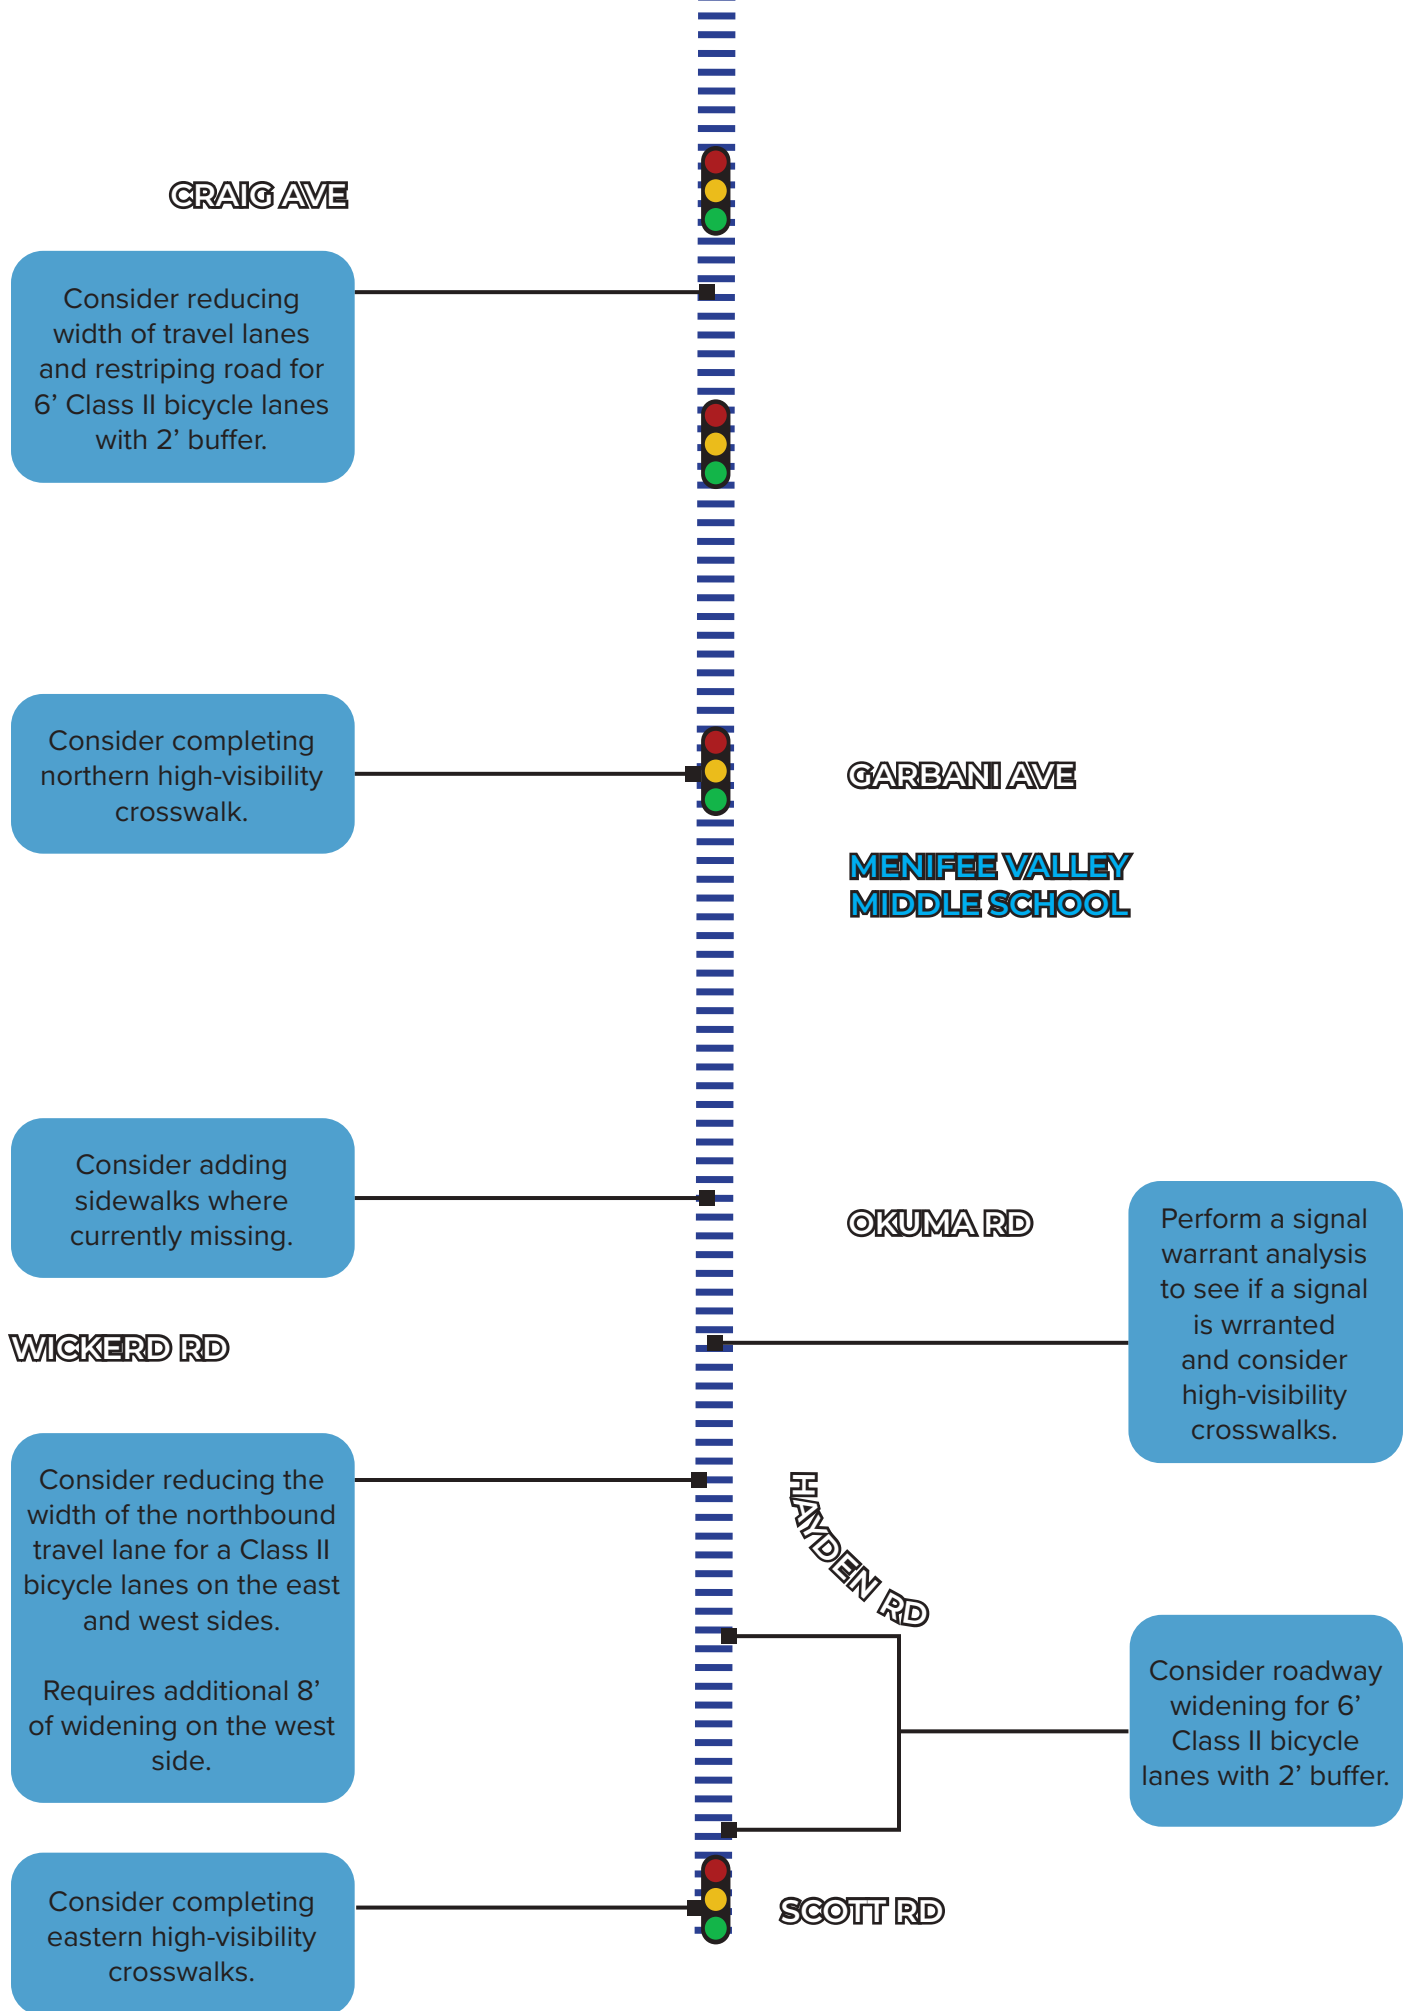 CRAIG AVE
Consider reducing
width of travel lanes
and restriping road for
6’ Class II bicycle lanes
with 2’ buffer.
Consider completing
northern high-visibility
crosswalk.
GARBANI AVE
MENIFEE VALLEY
MIDDLE SCHOOL
Consider adding
sidewalks where
currently missing.
OKUMA RD
Perform a signal
warrant analysis
to see if a signal
is wrranted
and consider
high-visibility
crosswalks.
WICKERD RD
Consider reducing the
width of the northbound
travel lane for a Class II
bicycle lanes on the east
and west sides.
Requires additional 8’
of widening on the west
side.
HAYDEN RD
Consider roadway
widening for 6’
Class II bicycle
lanes with 2’ buffer.
Consider completing
eastern high-visibility
crosswalks.
SCOTT RD